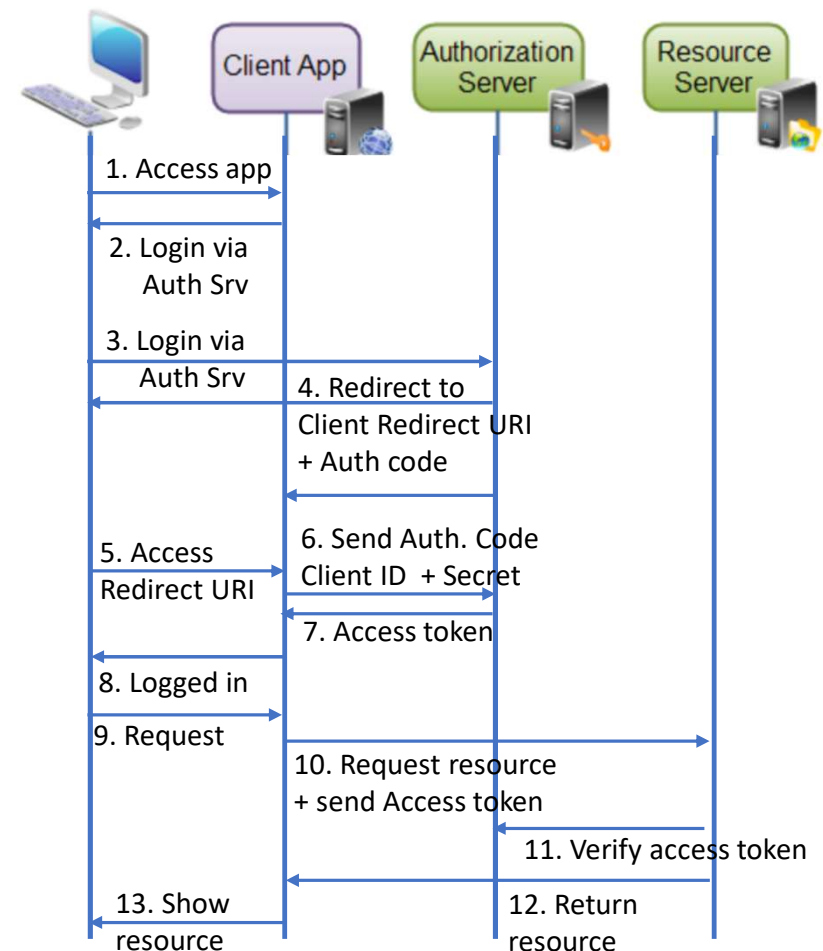 Client App
Authorization
Server
Resource
Server
1. Access app
2. Login via
Auth Srv
3. Login via
Auth Srv
4. Redirect to
Client Redirect URI
+ Auth code
5. Access
Redirect URI
6. Send Auth. Code
Client ID + Secret
7. Access token
8. Logged in
9. Request
10. Request resource
+ send Access token
11. Verify access token
12. Return
resource
13. Show
resource